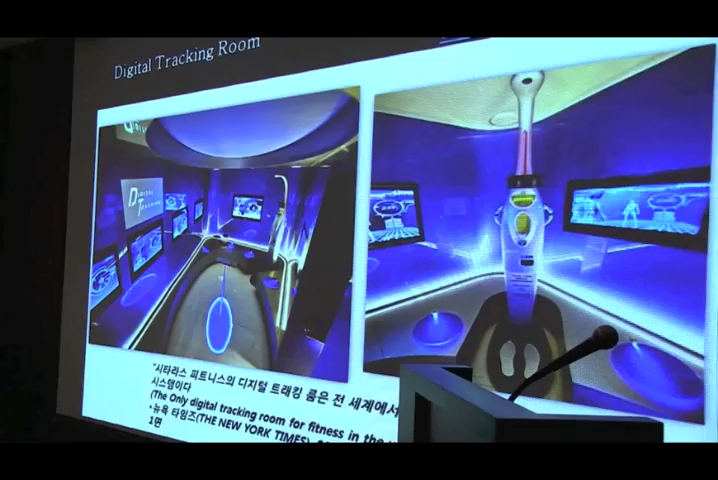 Digital Tracking Room
DIGITAL
TRACKING
"시타라스 피트니스의 디지털 트래킹 룸은 전 세계에서
시스템이다
(The Only digital tracking room for fitness in the
•뉴욕 타임즈(THE NEW YORK TIMES)
1면